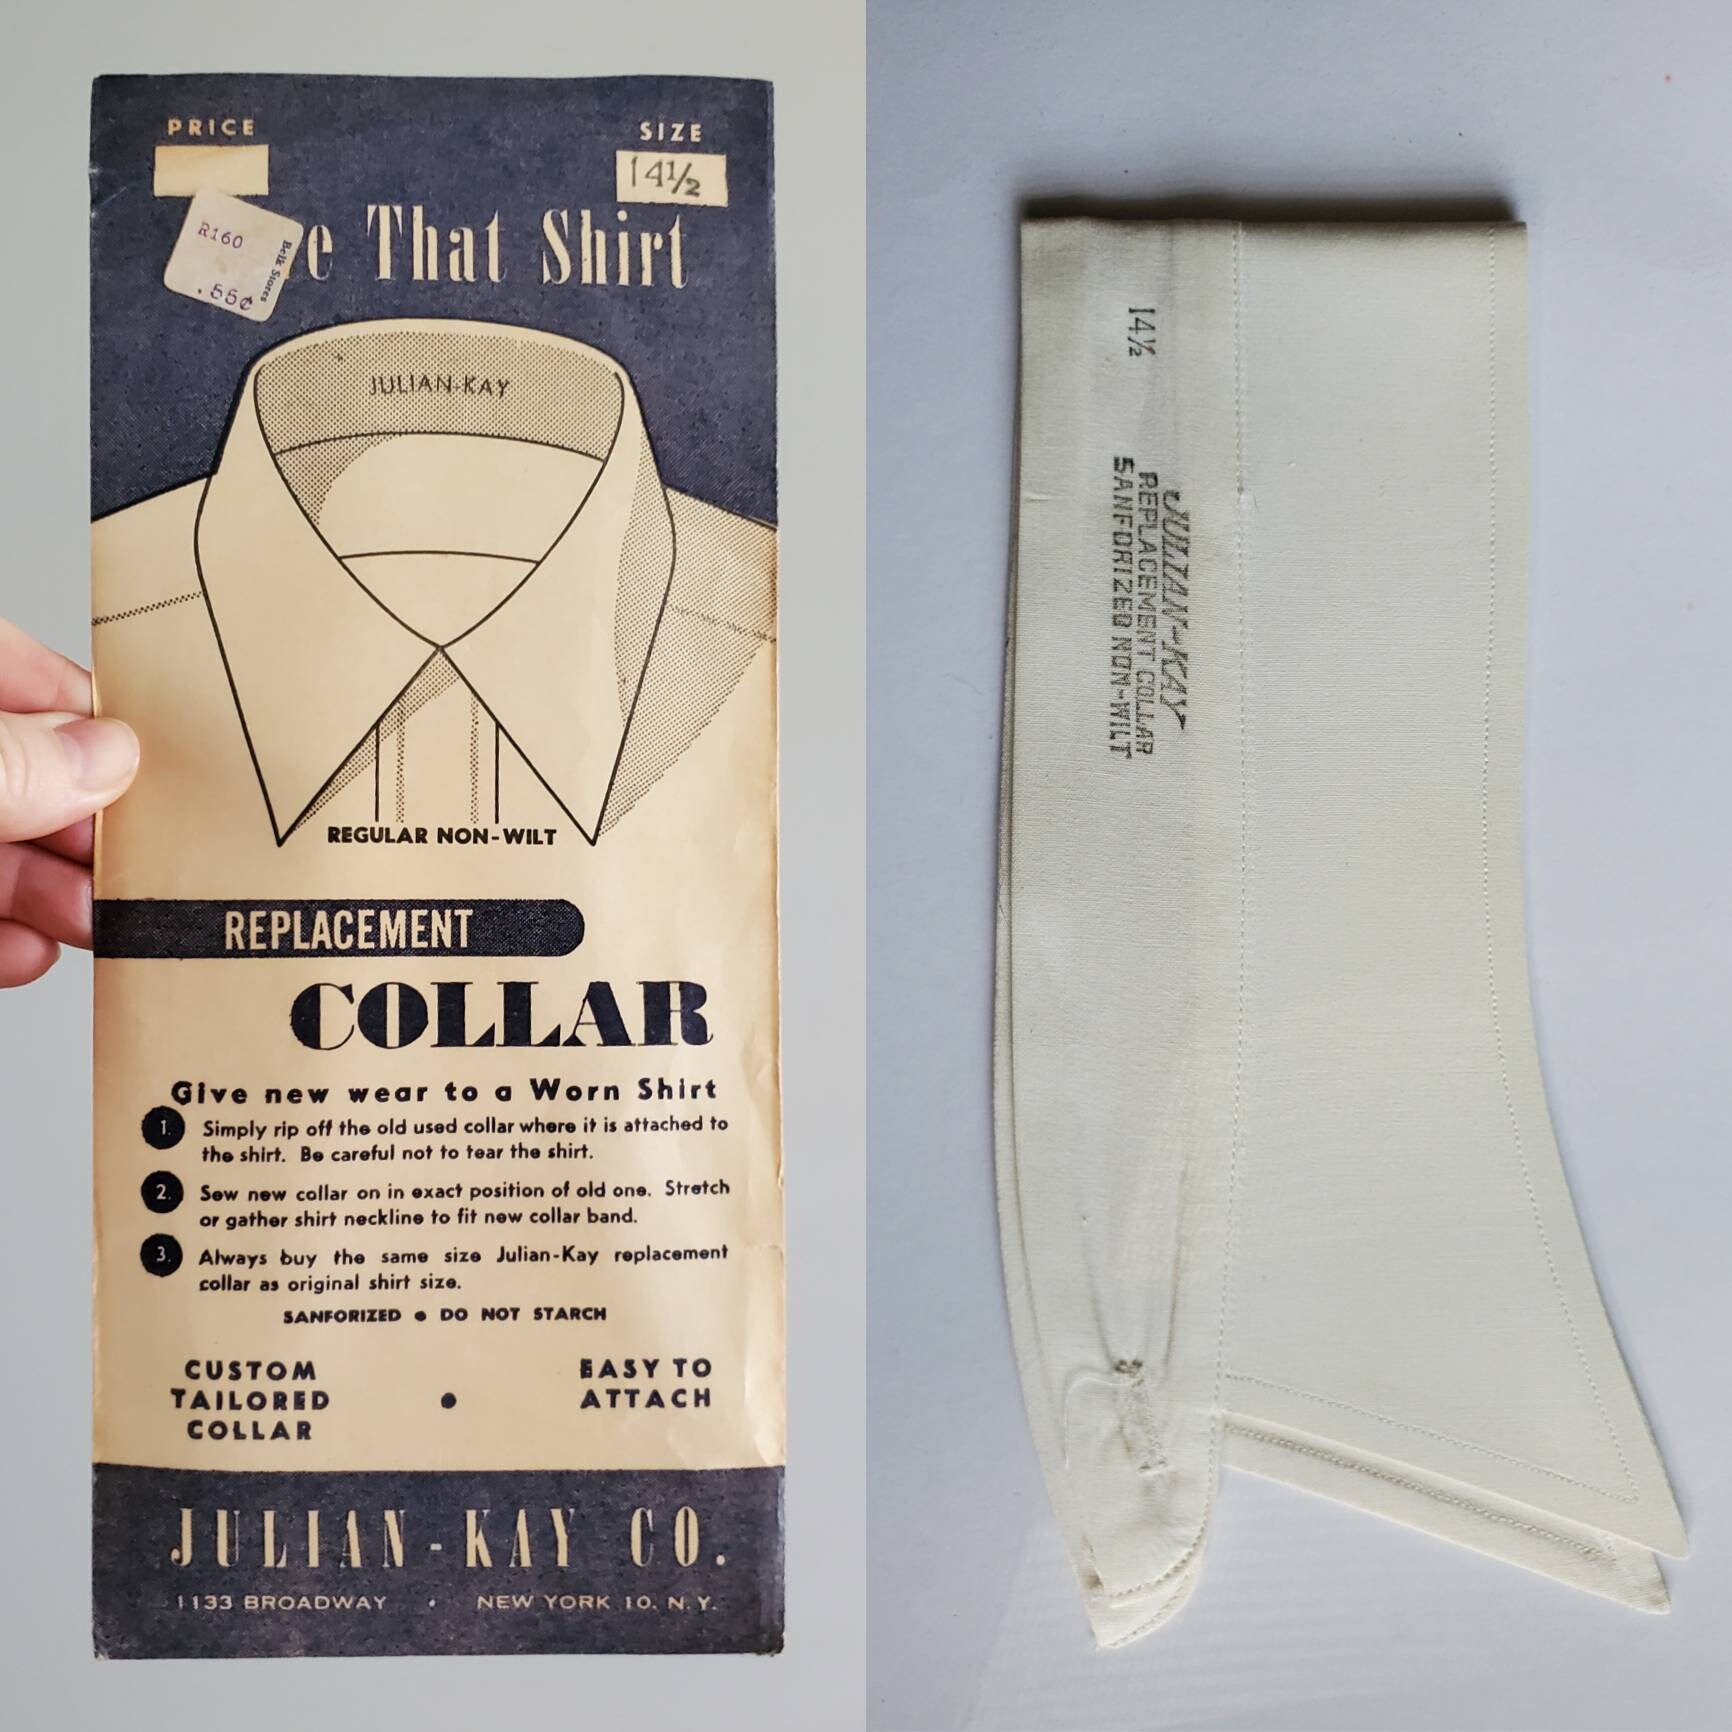 PRICE
SIZE
14½
R160
Belk Stores
.55¢
That Shirt
JULIAN-KAY
REGULAR NON-WILT
REPLACEMENT
COLLAR
Give new wear to a Worn Shirt
1. Simply rip off the old used collar where it is attached to
the shirt. Be careful not to tear the shirt.
2. Sew new collar on in exact position of old one. Stretch
or gather shirt neckline to fit new collar band.
3. Always buy the same size Julian-Kay replacement
collar as original shirt size.
SANFORIZED • DO NOT STARCH
CUSTOM
TAILORED
COLLAR
•
EASY TO
ATTACH
JULIAN-KAY CO.
1133 BROADWAY • NEW YORK 10, N.Y.
14½
JULIAN-KAY
REPLACEMENT COLLAR
SANFORIZED NON-WILT